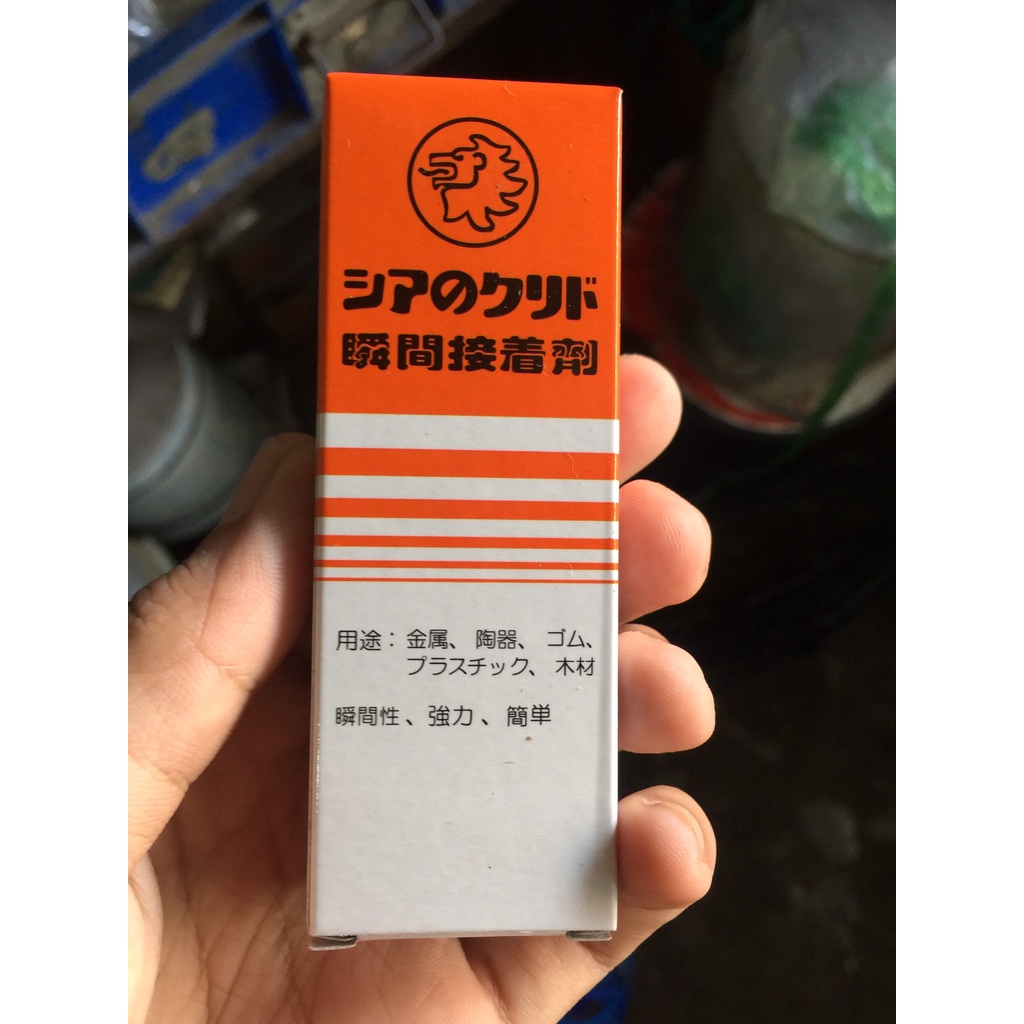 シアのクリド
瞬間接着剤
用途：金属、陶器、ゴム、
プラスチック、木材
瞬間性、強力、簡単